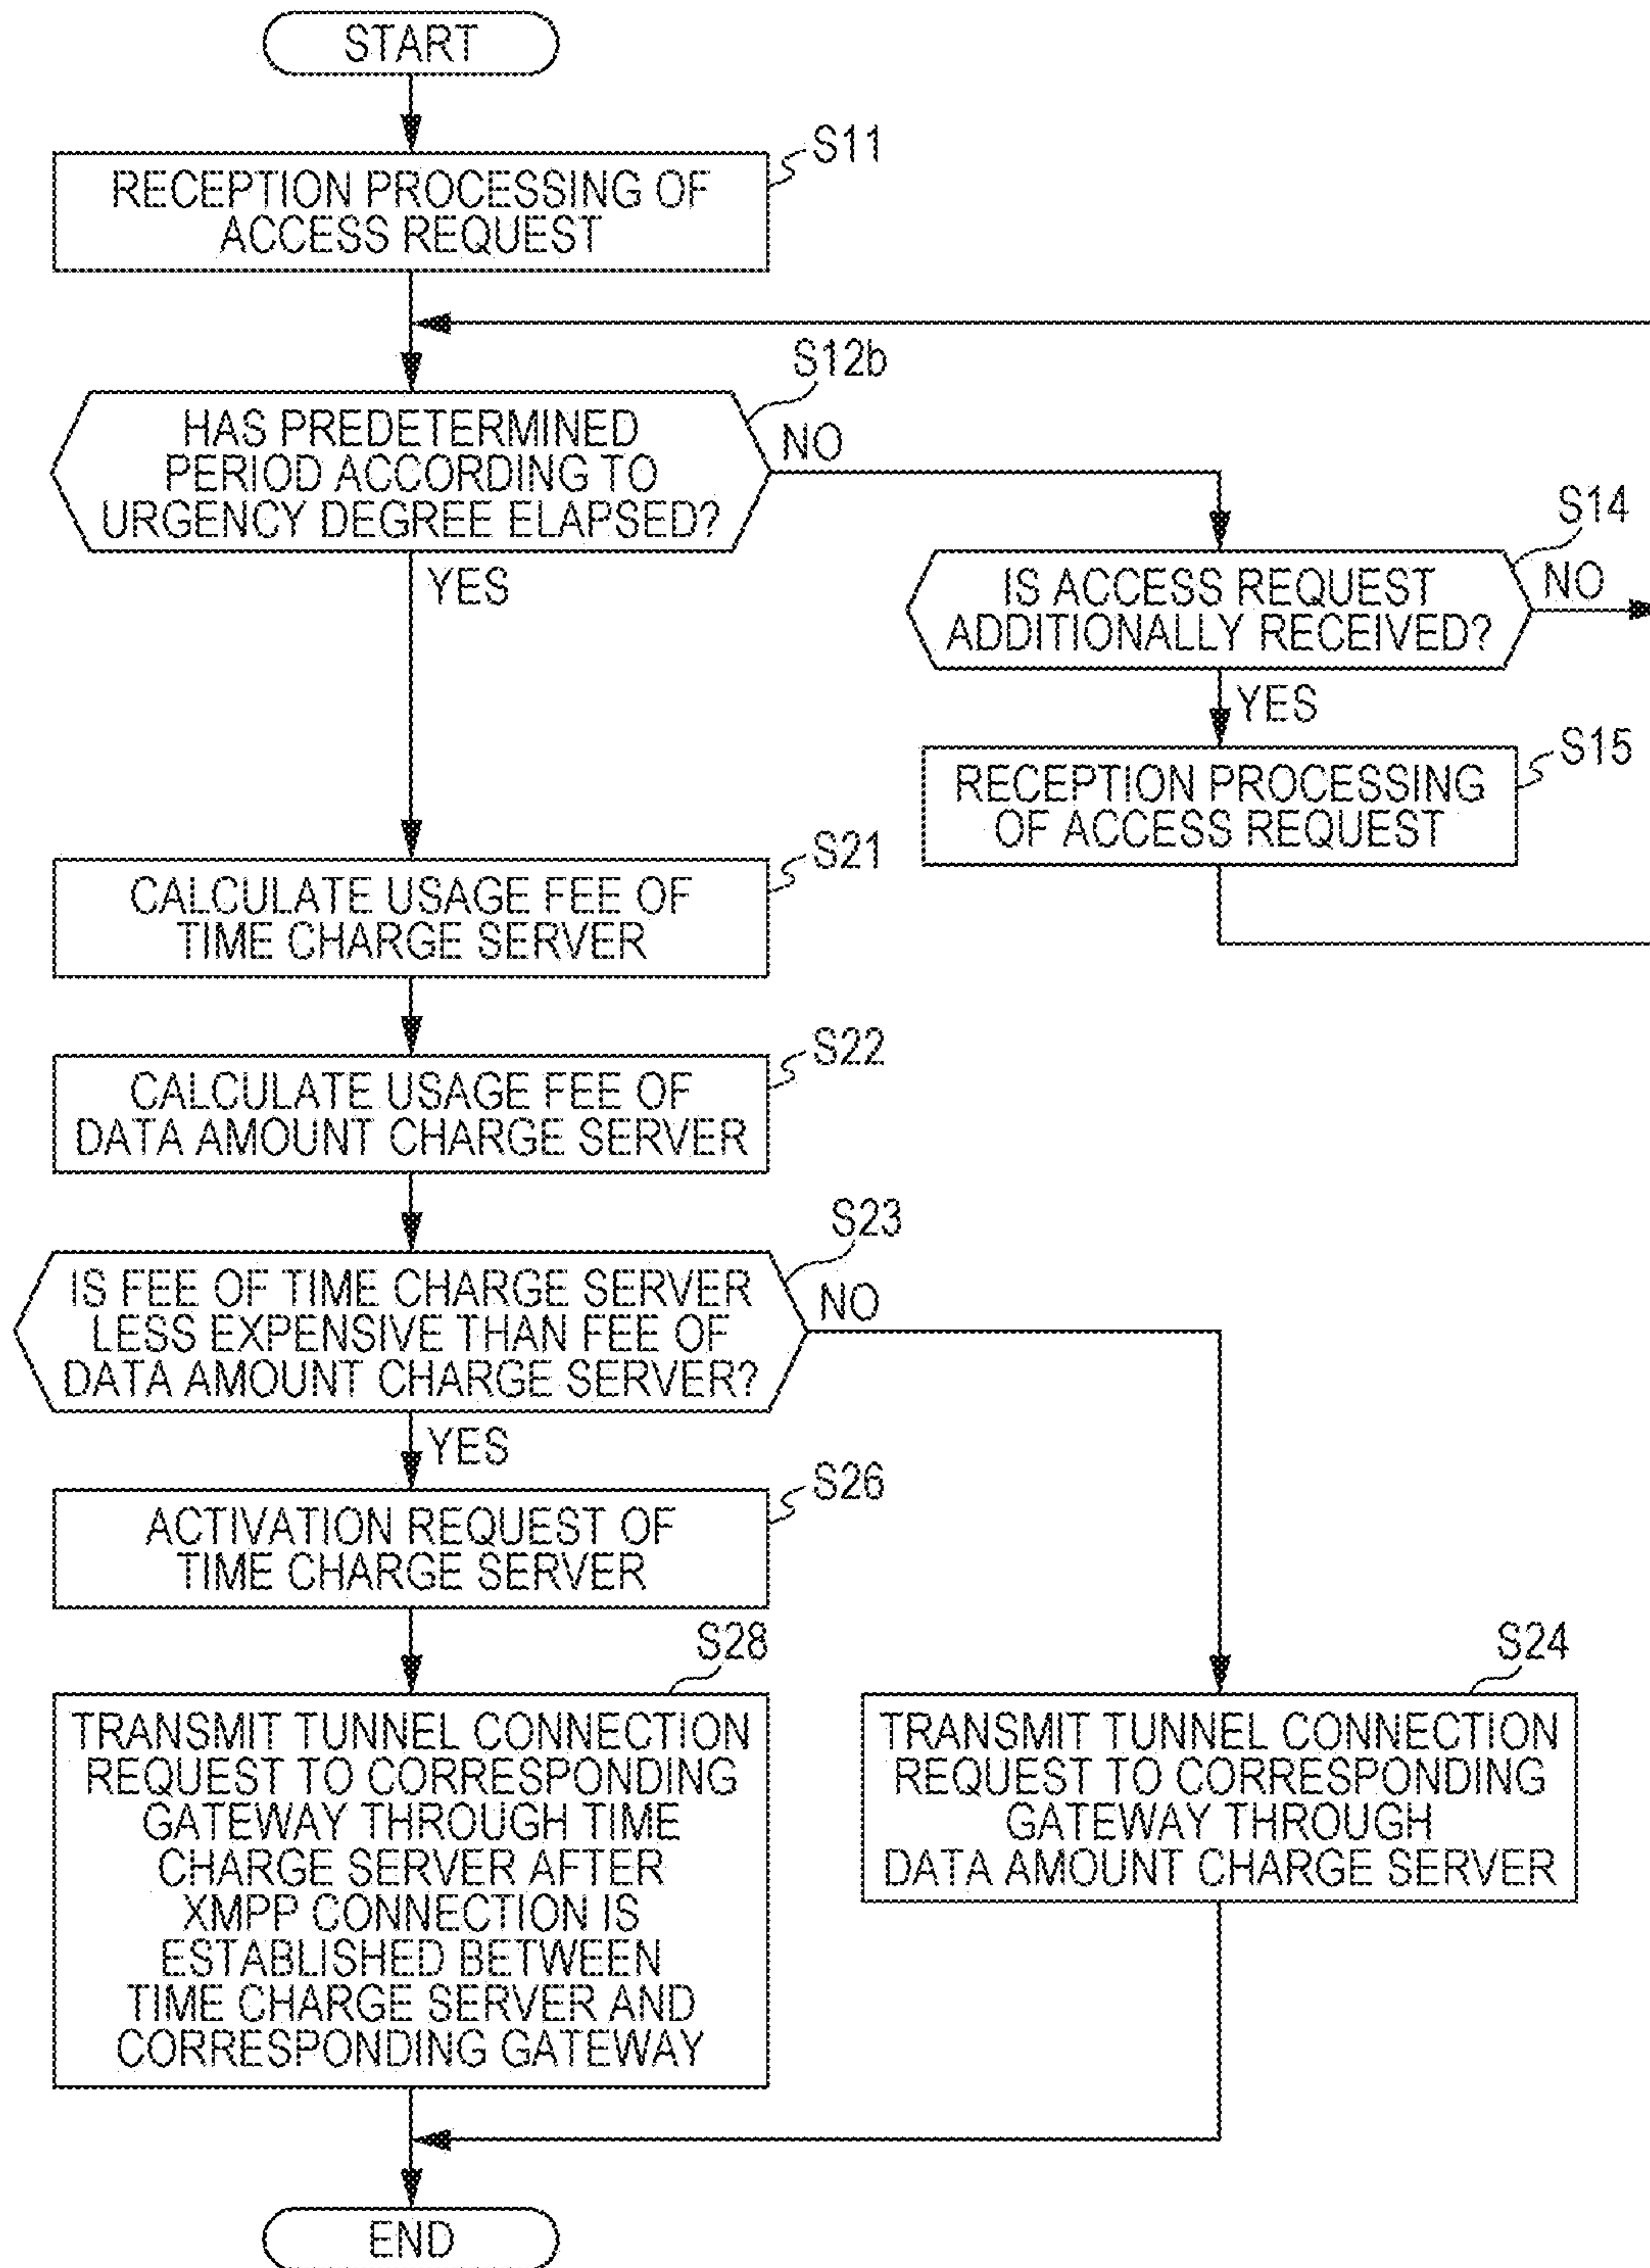 START
S11
RECEPTION PROCESSING OF
ACCESS REQUEST
S12b
HAS PREDETERMINED
PERIOD ACCORDING TO
URGENCY DEGREE ELAPSED?
NO
YES
S14
IS ACCESS REQUEST
ADDITIONALLY RECEIVED?
NO
YES
S15
RECEPTION PROCESSING
OF ACCESS REQUEST
S21
CALCULATE USAGE FEE OF
TIME CHARGE SERVER
S22
CALCULATE USAGE FEE OF
DATA AMOUNT CHARGE SERVER
S23
IS FEE OF TIME CHARGE SERVER
LESS EXPENSIVE THAN FEE OF
DATA AMOUNT CHARGE SERVER?
NO
YES
S26
ACTIVATION REQUEST OF
TIME CHARGE SERVER
S28
TRANSMIT TUNNEL CONNECTION
REQUEST TO CORRESPONDING
GATEWAY THROUGH TIME
CHARGE SERVER AFTER
XMPP CONNECTION IS
ESTABLISHED BETWEEN
TIME CHARGE SERVER AND
CORRESPONDING GATEWAY
S24
TRANSMIT TUNNEL CONNECTION
REQUEST TO CORRESPONDING
GATEWAY THROUGH
DATA AMOUNT CHARGE SERVER
END